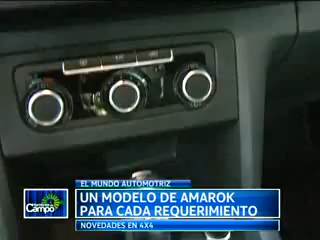 EL MUNDO AUTOMOTRIZ
UN MODELO DE AMAROK
PARA CADA REQUERIMIENTO
NOVEDADES EN 4X4
Campo